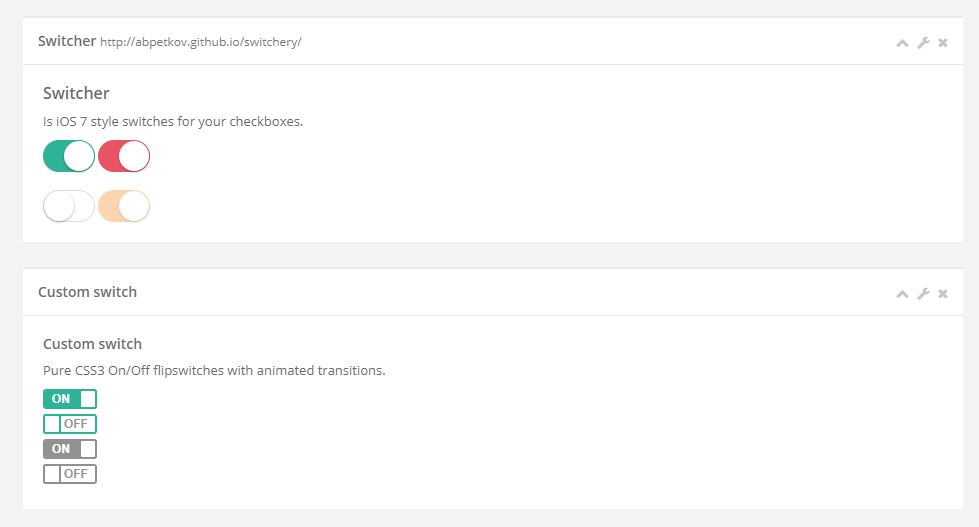 Switcher http://abpetkov.github.io/switchery/
Switcher
Is iOS 7 style switches for your checkboxes.
Custom switch
Custom switch
Pure CSS3 On/Off flipswitches with animated transitions.
ON
OFF
ON
OFF